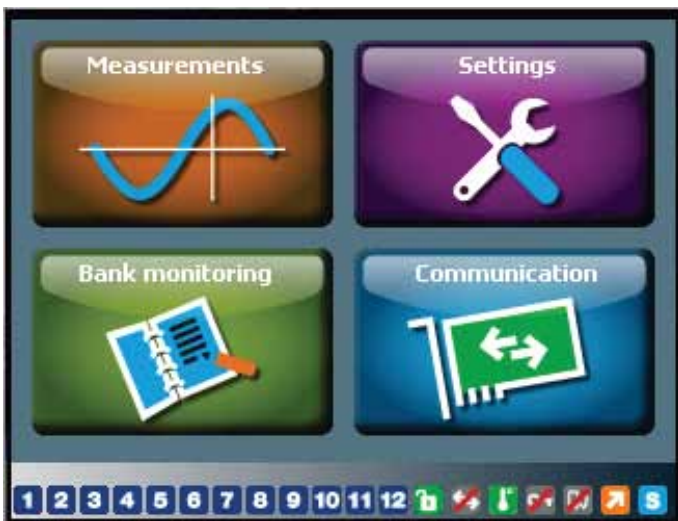 Measurements Settings
Bank monitoring Communication
1 2 3 4 5 6 7 8 9 10 11 12 S